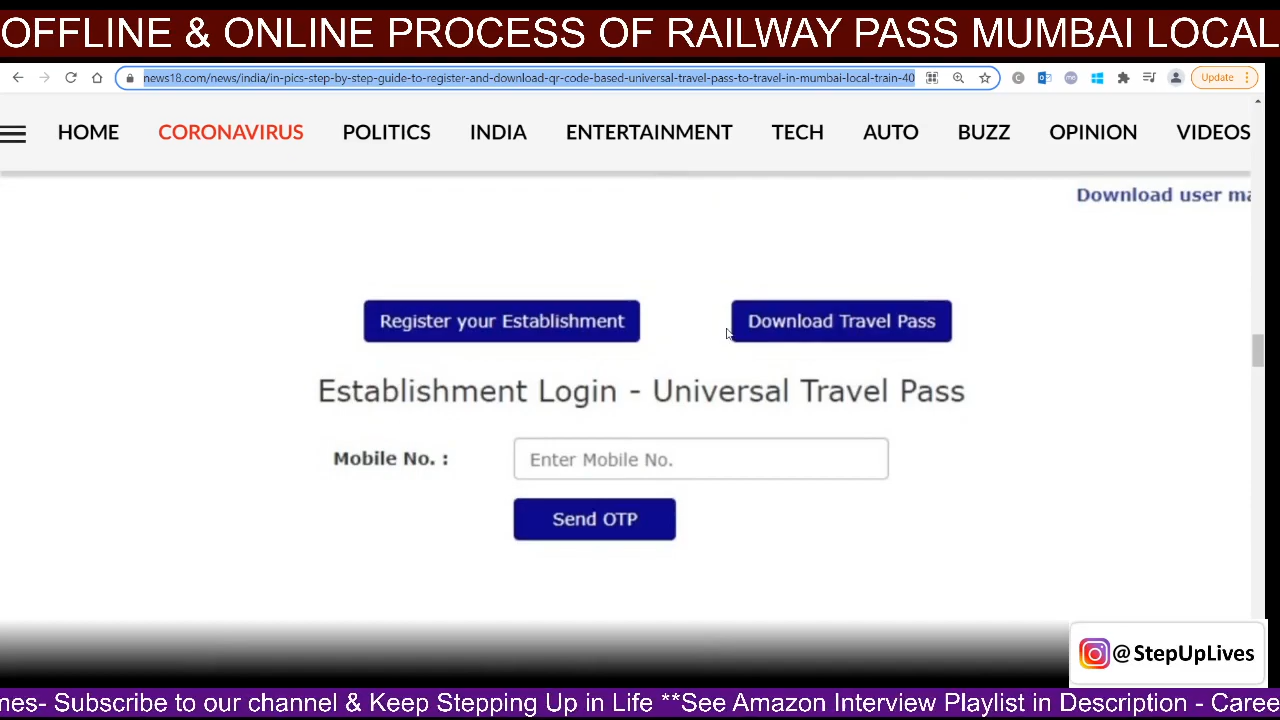 OFFLINE & ONLINE PROCESS OF RAILWAY PASS MUMBAI LOCAL
news18.com/news/india/in-pics-step-by-step-guide-to-register-and-download-qr-code-based-universal-travel-pass-to-travel-in-mumbai-local-train-40
Update
HOME CORONAVIRUS POLITICS INDIA ENTERTAINMENT TECH AUTO BUZZ OPINION VIDEOS
Download user ma
Register your Establishment Download Travel Pass
Establishment Login - Universal Travel Pass
Mobile No. : Enter Mobile No.
Send OTP
@StepUpLives
mes- Subscribe to our channel & Keep Stepping Up in Life **See Amazon Interview Playlist in Description - Caree